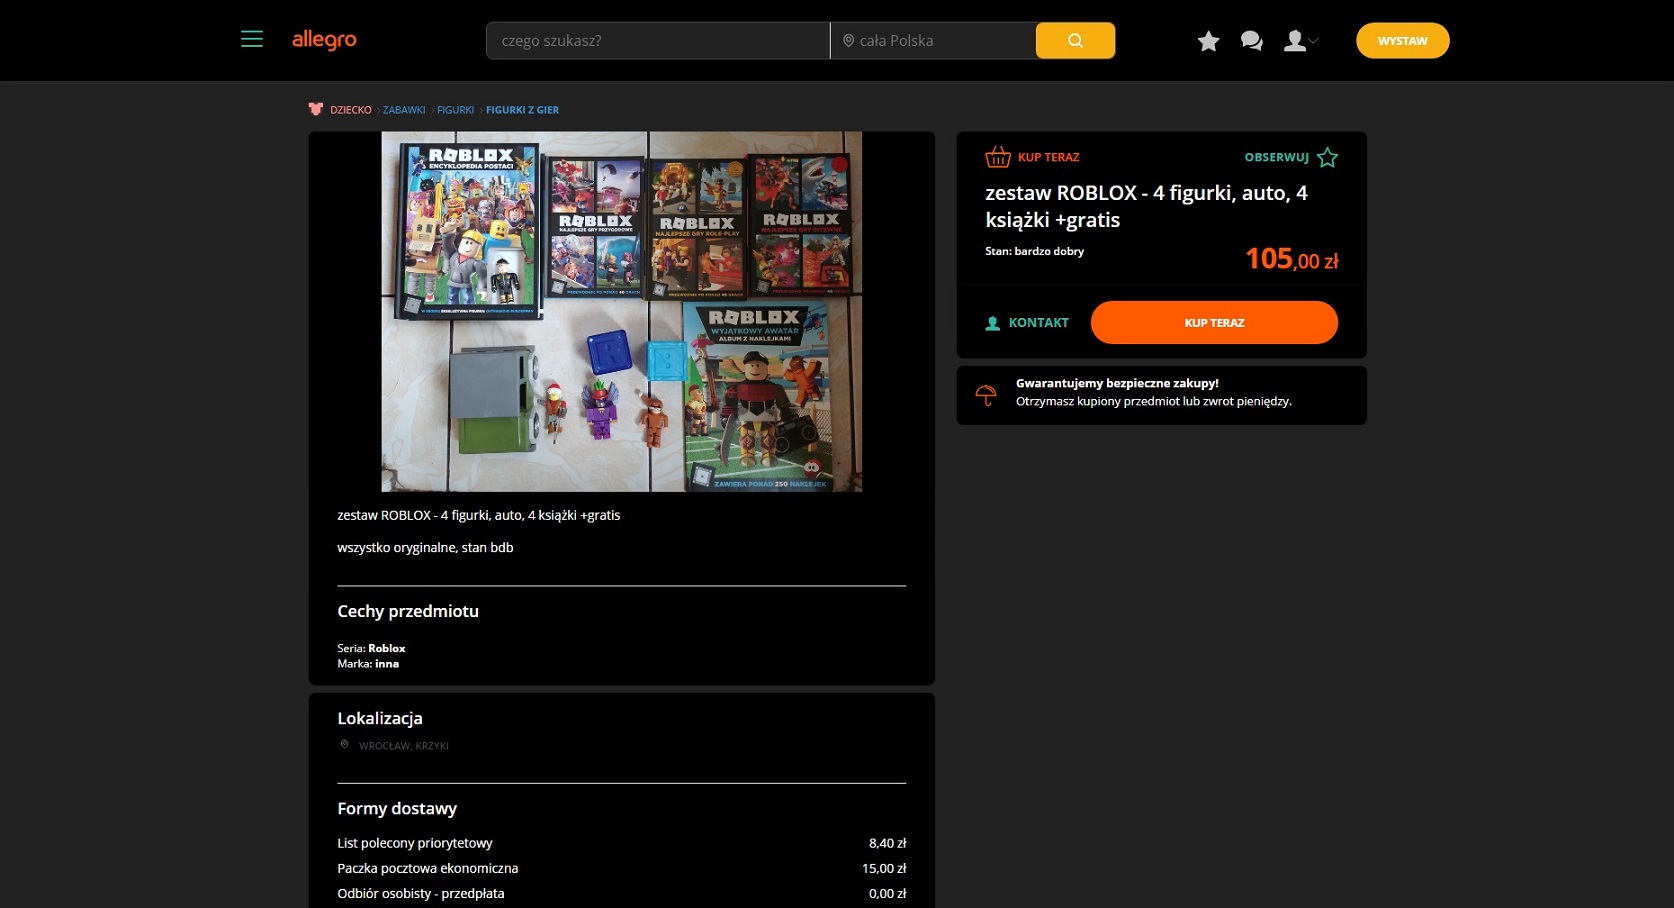 allegro
czego szukasz?
cała Polska
WYSTAW
DZIECKO
ZABAWKI
FIGURKI
FIGURKI Z GIER
ROBLOX
ENCYKLOPEDIA POSTACI
ROBLOX
NAJLEPSZE GRY PRZYGODOWE
ROBLOX
NAJLEPSZE GRY ROLE-PLAY
ROBLOX
NAJLEPSZE GRY BITEWNE
ROBLOX
WYJĄTKOWY AWATAR
ALBUM Z NAKLEJKAMI
ZAWIERA PONAD 250 NAKLEJEK
KUP TERAZ
OBSERWUJ
zestaw ROBLOX - 4 figurki, auto, 4
książki +gratis
Stan: bardzo dobry
105,00 zł
KONTAKT
KUP TERAZ
Gwarantujemy bezpieczne zakupy!
Otrzymasz kupiony przedmiot lub zwrot pieniędzy.
zestaw ROBLOX - 4 figurki, auto, 4 książki +gratis
wszystko oryginalne, stan bdb
Cechy przedmiotu
Seria: Roblox
Marka: inna
Lokalizacja
WROCŁAW, KRZYKI
Formy dostawy
List polecony priorytetowy 8,40 zł
Paczka pocztowa ekonomiczna 15,00 zł
Odbiór osobisty - przedpłata 0,00 zł